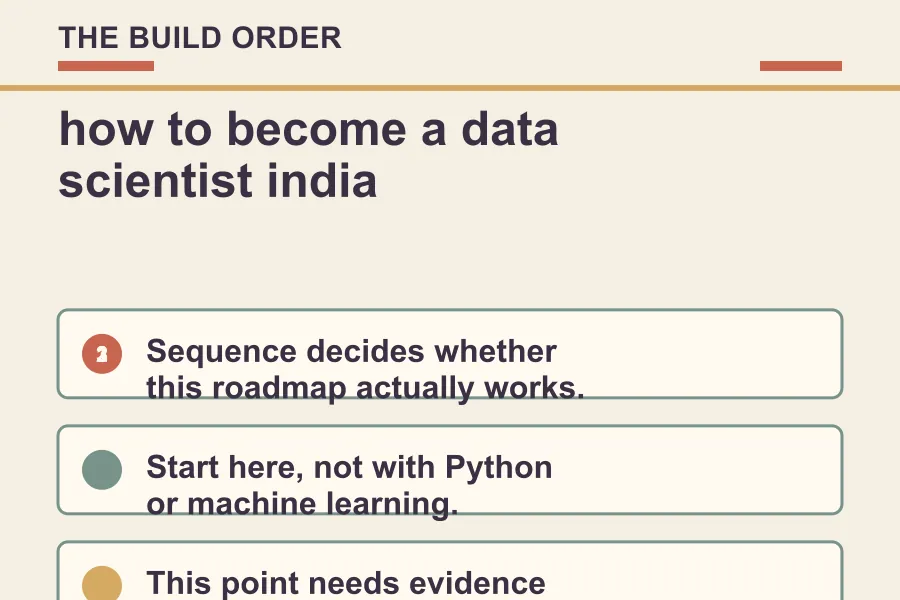 THE BUILD ORDER
how to become a data
scientist india
Sequence decides whether
this roadmap actually works.
Start here, not with Python
or machine learning.
This point needs evidence